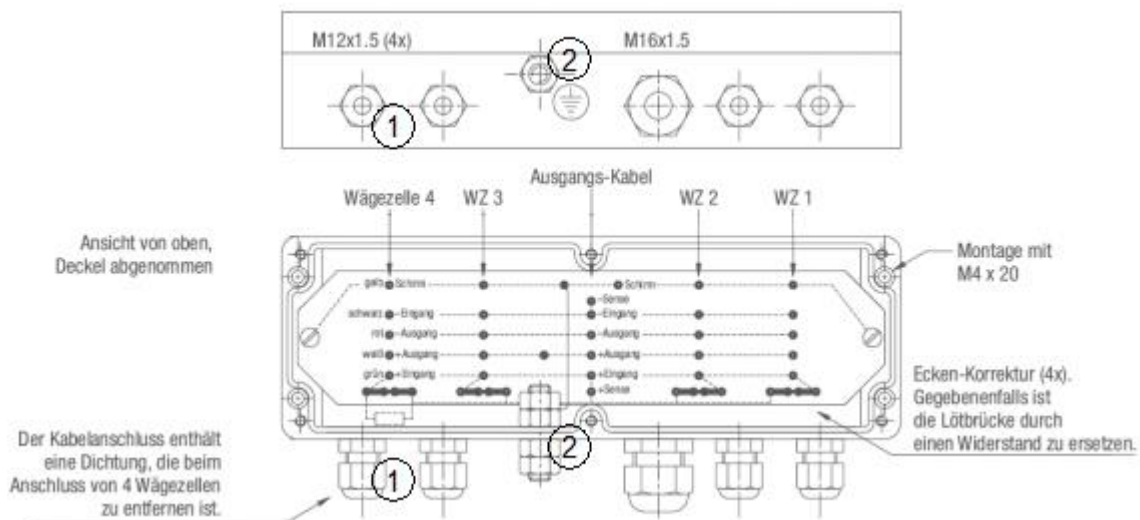 M12x1.5 (4x)
2
M16x1.5
1
Ausgangs-Kabel
Wägezelle 4
WZ 3
WZ 2
WZ 1
Ansicht von oben,
Deckel abgenommen
Montage mit
M4 x 20
gelb Schirm Schirm
-Sense
schwarz -Eingang -Eingang
rot -Ausgang -Ausgang
weiß +Ausgang +Ausgang
grün +Eingang +Eingang
+Sense
Ecken-Korrektur (4x).
Gegebenenfalls ist
die Lötbrücke durch
einen Widerstand zu ersetzen.
Der Kabelanschluss enthält
eine Dichtung, die beim
Anschluss von 4 Wägezellen
zu entfernen ist.
1
2